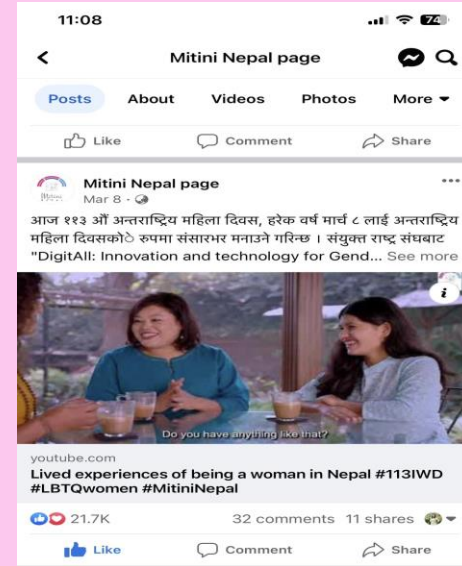 11:08
74
Mitini Nepal page
Posts About Videos Photos More
Like Comment Share
Mitini Nepal page
Mar 8 ·
आज ११३ औं अन्तराष्ट्रिय महिला दिवस, हरेक वर्ष मार्च ८ लाई अन्तराष्ट्रिय
महिला दिवसकोे रुपमा संसारभर मनाउने गरिन्छ । संयुक्त राष्ट्र संघबाट
"DigitAll: Innovation and technology for Gend... See more
i
Do you have anything like that?
youtube.com
Lived experiences of being a woman in Nepal #113IWD
#LBTQwomen #MitiniNepal
21.7K 32 comments 11 shares
Like Comment Share